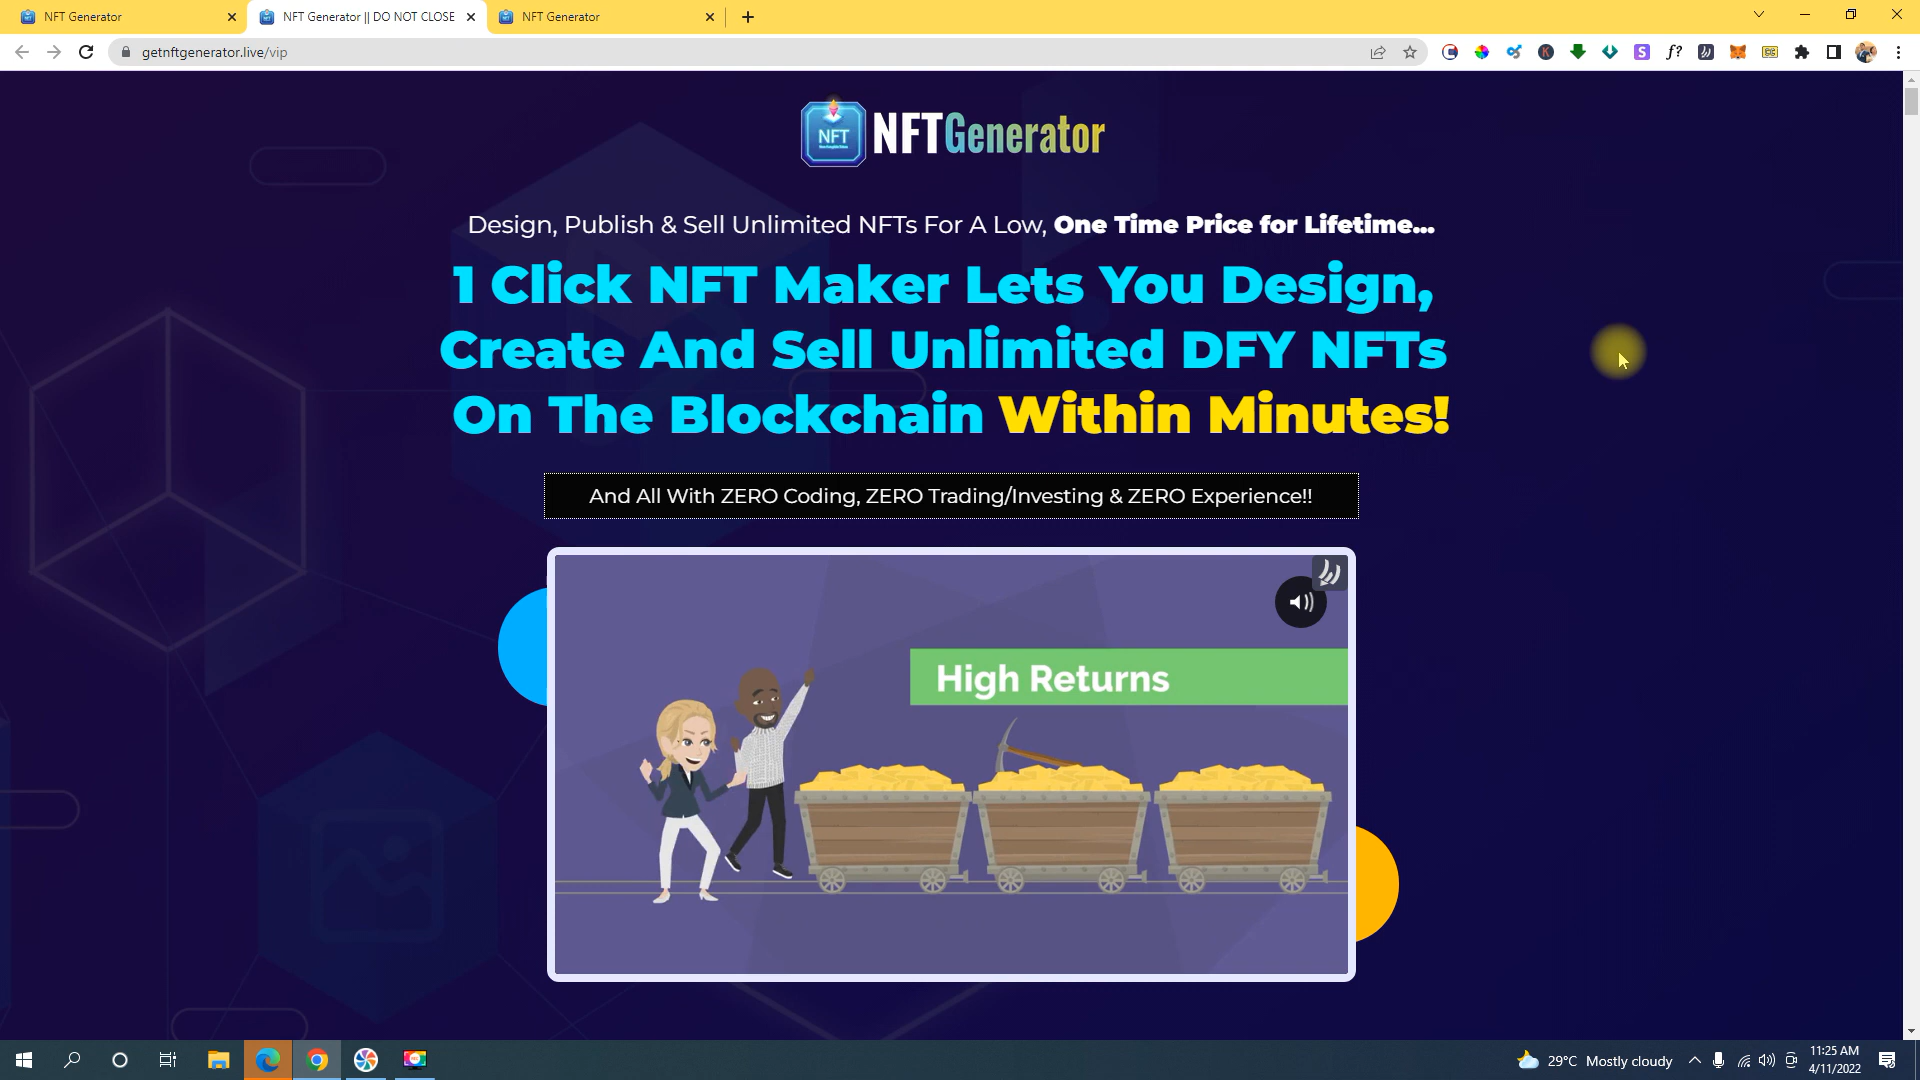 NFT Generator
NFT Generator || DO NOT CLOSE
NFT Generator
getnftgenerator.live/vip
NFT
NFTGenerator
Design, Publish & Sell Unlimited NFTs For A Low, One Time Price for Lifetime...
1 Click NFT Maker Lets You Design,
Create And Sell Unlimited DFY NFTs
On The Blockchain Within Minutes!
And All With ZERO Coding, ZERO Trading/Investing & ZERO Experience!!
High Returns
29°C Mostly cloudy
11:25 AM
4/11/2022